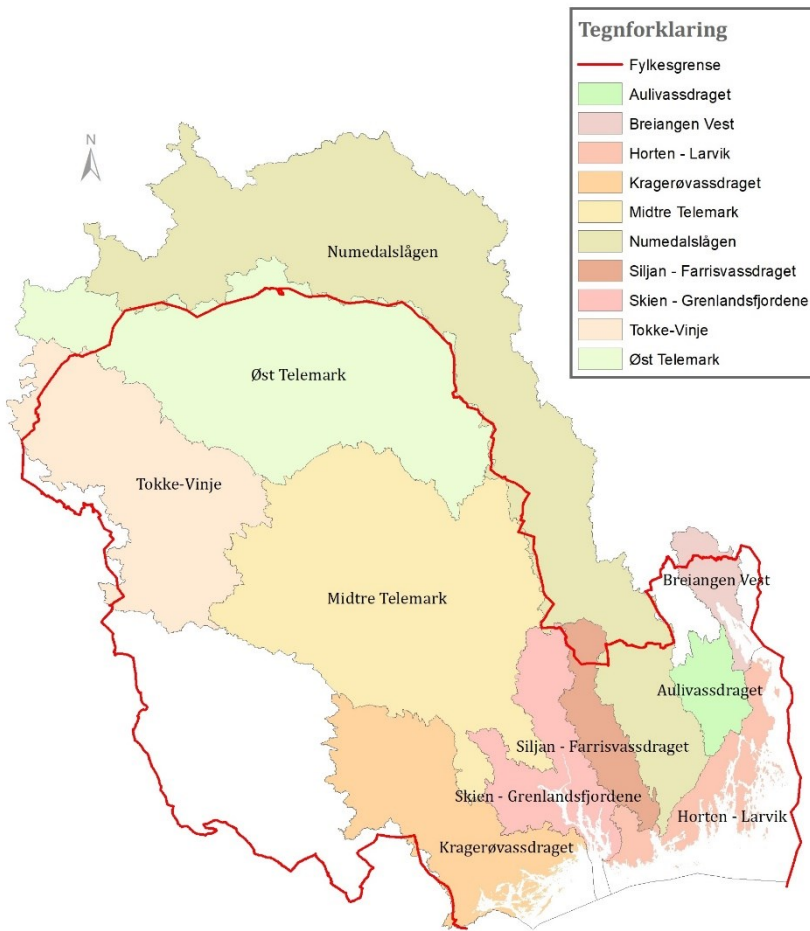 Tegnforklaring
Fylkesgrense
Aulivassdraget
Breiangen Vest
Horten - Larvik
Kragerøvassdraget
Midtre Telemark
Numedalslågen
Siljan - Farrisvassdraget
Skien - Grenlandsfjordene
Tokke-Vinje
Øst Telemark
N
Numedalslågen
Øst Telemark
Tokke-Vinje
Breiangen Vest
Midtre Telemark
Aulivassdraget
Siljan - Farrisvassdraget
Skien - Grenlandsfjordene
Horten - Larvik
Kragerøvassdraget